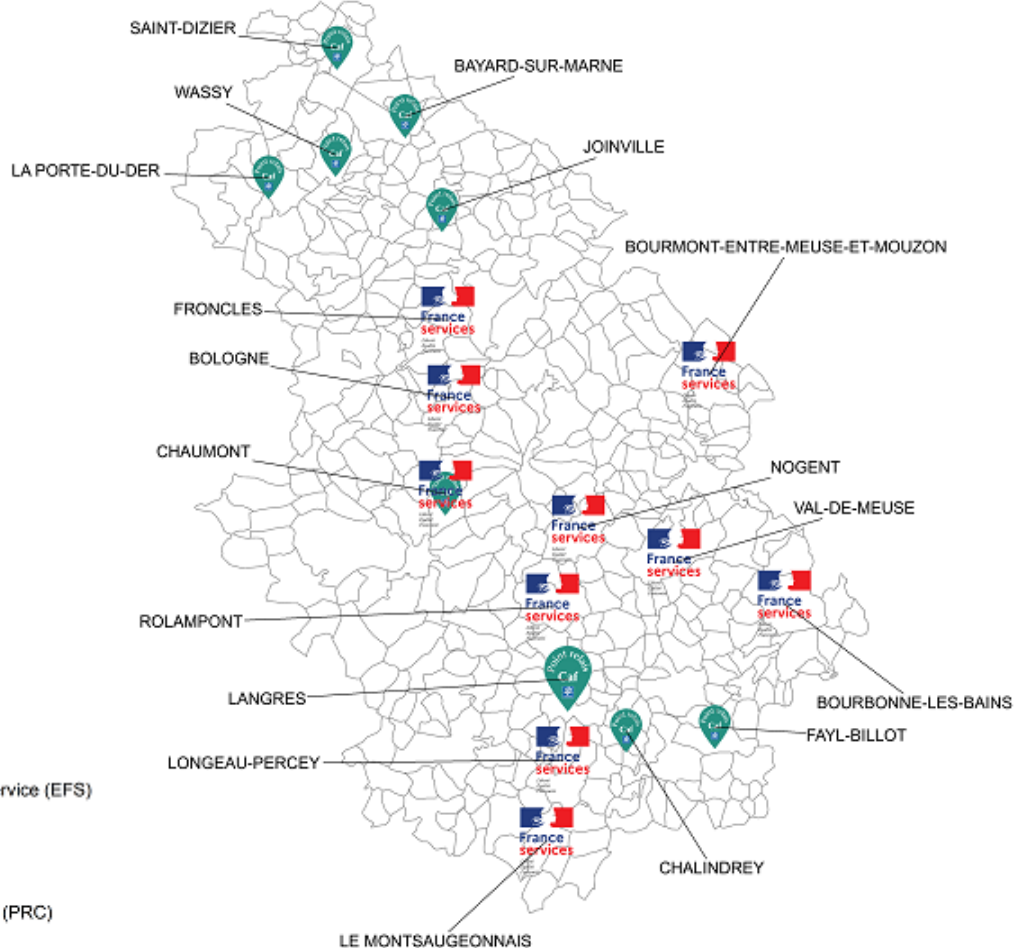 SAINT-DIZIER
BAYARD-SUR-MARNE
WASSY
JOINVILLE
LA PORTE-DU-DER
BOURMONT-ENTRE-MEUSE-ET-MOUZON
FRONCLES
France
services
BOLOGNE
France
services
France
services
CHAUMONT
France
services
NOGENT
France
services
VAL-DE-MEUSE
France
services
France
services
BOURBONNE-LES-BAINS
ROLAMPONT
France
services
Point relais
Caf
LANGRES
FAYL-BILLOT
LONGEAU-PERCEY
France
services
rvice (EFS)
France
services
CHALINDREY
(PRC)
LE MONTSAUGEONNAIS